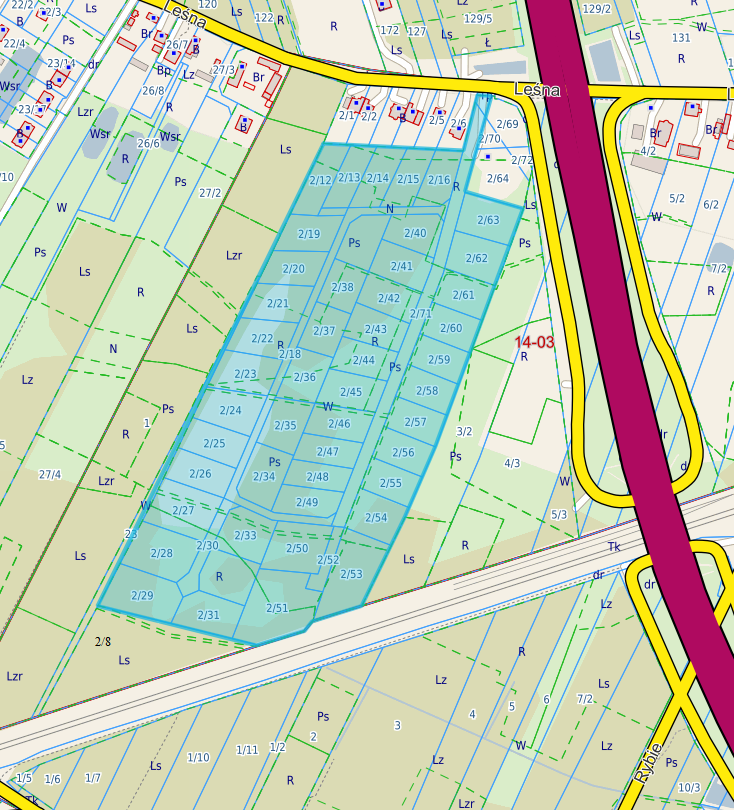 22/2
120
Ls
122
129/5
129/2
Lz
R
B
2/3
Leśna
Ls
R
R
172
127
Ls
Ł
Ls
131
R
W
22/4
Ps
Br
26/7
B
23/14
dr
Bp
Lz
27/3
Br
Wsr
B
26/8
R
Leśna
L
Lzr
B
Wsr
Wsr
26/6
R
B
2/1
2/2
B
2/5
2/6
2/69
2/70
2/72
Br
4/2
Br
/10
Ls
Ps
27/2
2/12
2/13
2/14
2/15
2/16
R
2/64
5/2
6/2
W
Ls
N
2/63
W
Ps
Ls
R
Lzr
2/19
Ps
2/40
Ps
2/62
2/20
2/41
7/2
R
2/38
2/42
2/61
2/21
2/71
Ls
2/37
2/43
2/60
N
2/22
R
2/18
R
14-03
R
2/44
2/59
Lz
2/23
2/36
Ps
2/45
2/58
Ps
2/24
W
1
2/35
2/46
2/57
R
3/2
2/25
2/47
2/56
Ps
4/3
27/4
Lzr
2/26
Ps
2/34
2/48
2/55
W
W
2/27
2/49
2/54
5/3
23
2/33
2/30
2/50
R
Tk
Ls
2/28
2/52
Ls
2/53
dr
dr
R
2/29
2/31
2/51
Lz
2/8
Ls
R
Lzr
Lz
Ls
5
6
7/2
Ps
3
4
2
W
Lz
1/11
1/2
1/10
Ls
Lz
Rybie
Ps
1/5
1/6
1/7
R
10/3
Tk
Lzr